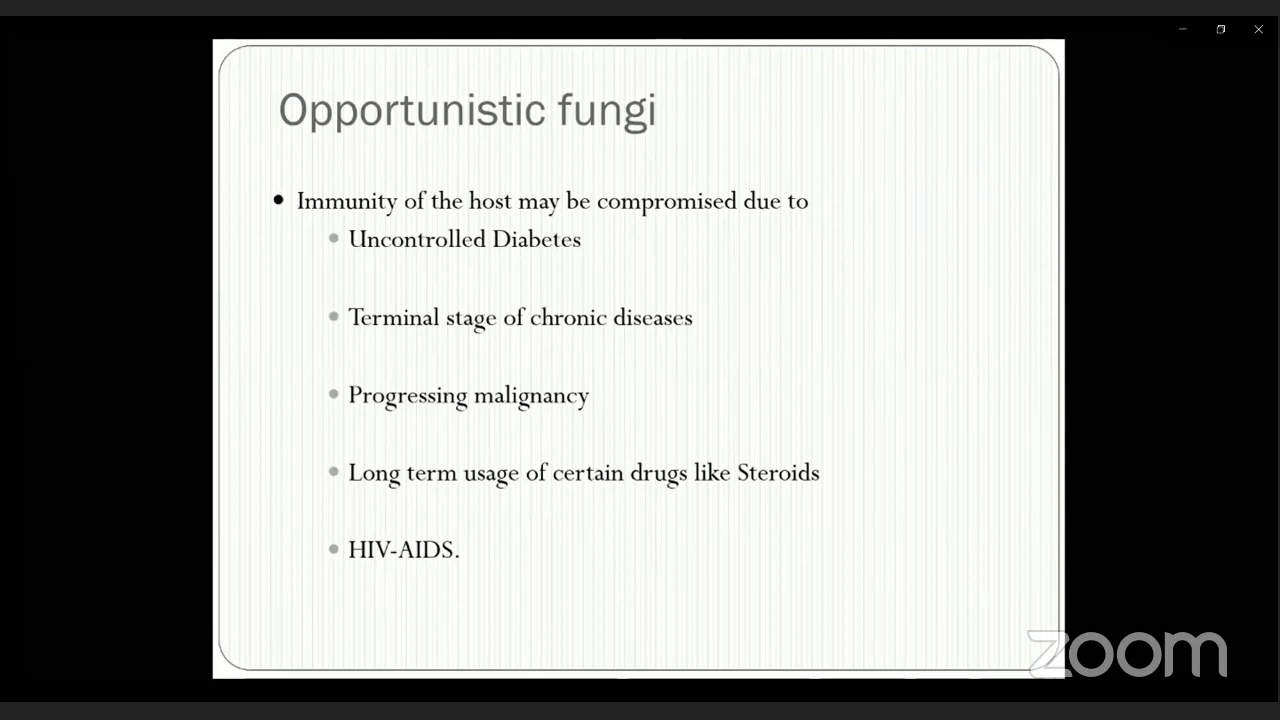 Opportunistic fungi
Immunity of the host may be compromised due to
Uncontrolled Diabetes
Terminal stage of chronic diseases
Progressing malignancy
Long term usage of certain drugs like Steroids
HIV-AIDS.
zoom